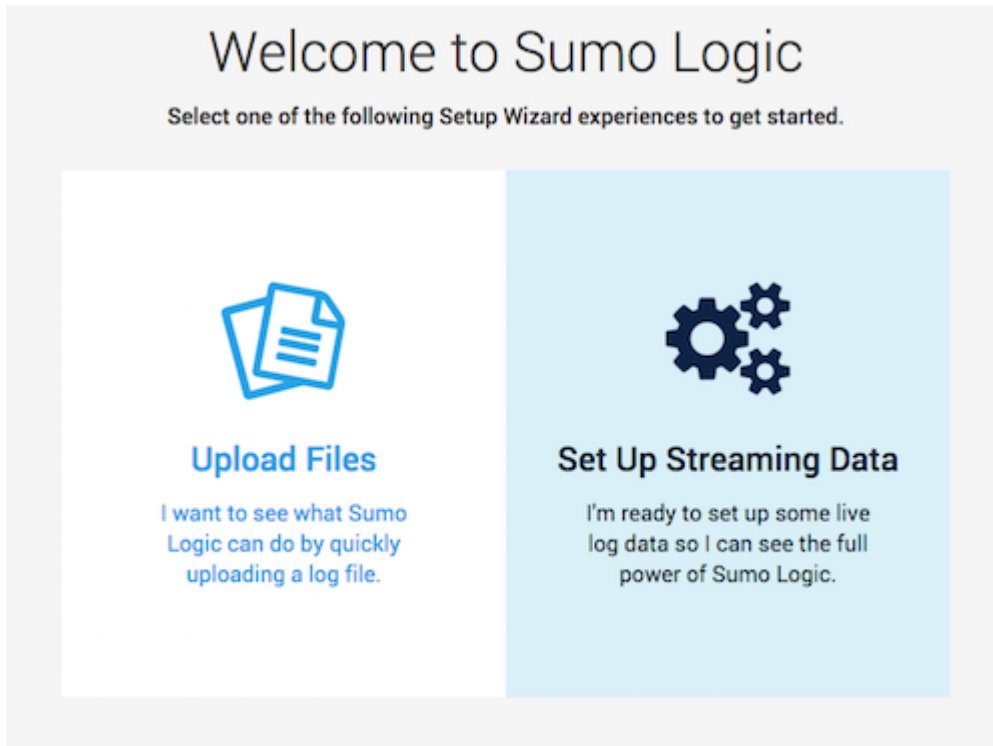 Welcome to Sumo Logic
Select one of the following Setup Wizard experiences to get started.
Upload Files
I want to see what Sumo
Logic can do by quickly
uploading a log file.
Set Up Streaming Data
I'm ready to set up some live
log data so I can see the full
power of Sumo Logic.